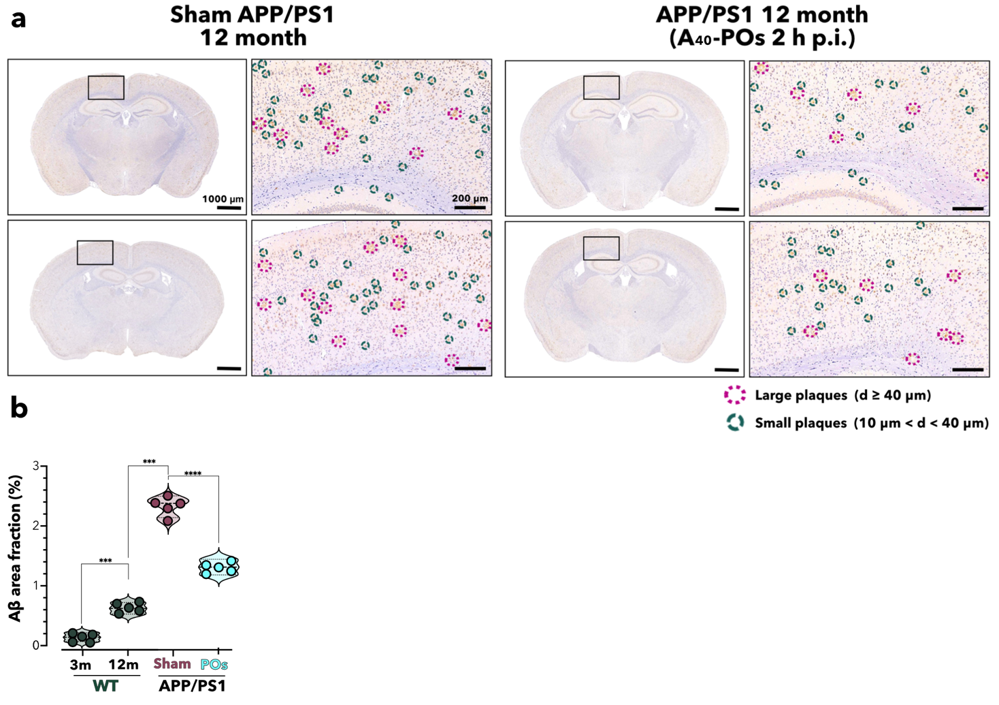 a
Sham APP/PS1
12 month
APP/PS1 12 month
(A₄₀-POs 2 h p.i.)
1000 μm
200 μm
Large plaques (d ≥ 40 μm)
Small plaques (10 μm < d < 40 μm)
b
Aβ area fraction (%)
3
2
1
0
***
***
****
3m
12m
Sham
POs
WT
APP/PS1